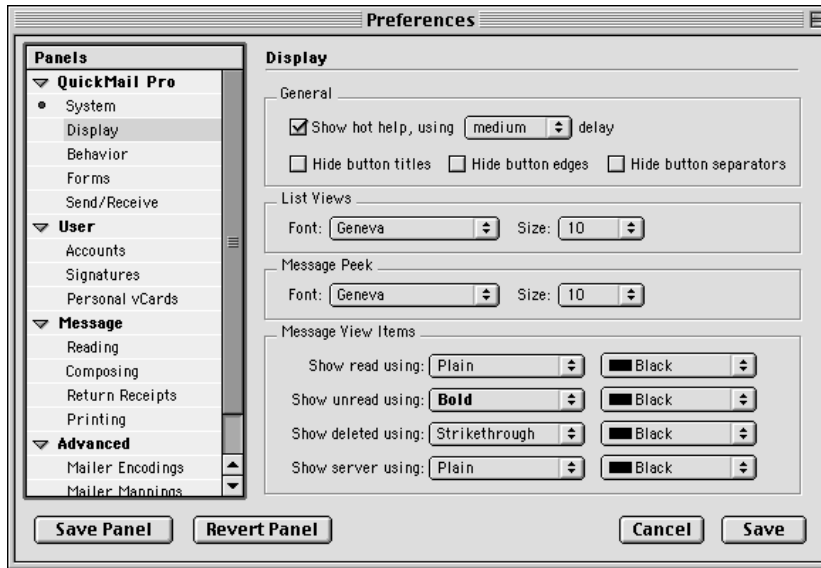 Preferences
Panels
QuickMail Pro
System
Display
Behavior
Forms
Send/Receive
User
Accounts
Signatures
Personal vCards
Message
Reading
Composing
Return Receipts
Printing
Advanced
Mailer Encodings
Mailer Mappings
Display
General
Show hot help, using medium delay
Hide button titles Hide button edges Hide button separators
List Views
Font: Geneva Size: 10
Message Peek
Font: Geneva Size: 10
Message View Items
Show read using: Plain Black
Show unread using: Bold Black
Show deleted using: Strikethrough Black
Show server using: Plain Black
Save Panel Revert Panel Cancel Save